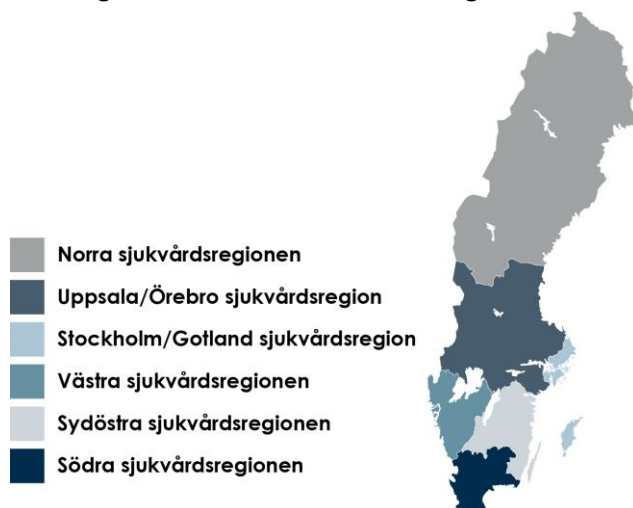 Norra sjukvårdsregionen
Uppsala/Örebro sjukvårdsregion
Stockholm/Gotland sjukvårdsregion
Västra sjukvårdsregionen
Sydöstra sjukvårdsregionen
Södra sjukvårdsregionen